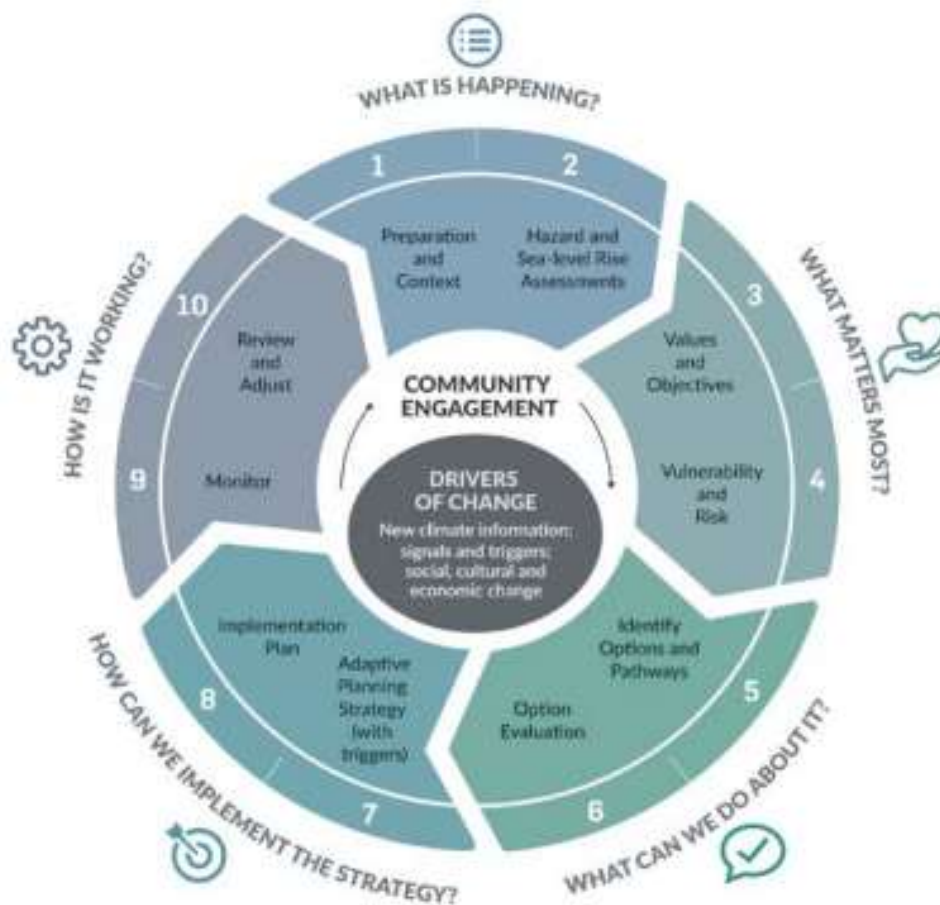 WHAT IS HAPPENING?
1
Preparation
and
Context
2
Hazard and
Sea-level Rise
Assessments
WHAT MATTERS MOST?
3
Values
and
Objectives
4
Vulnerability
and
Risk
WHAT CAN WE DO ABOUT IT?
5
Identify
Options and
Pathways
6
Option
Evaluation
HOW CAN WE IMPLEMENT THE STRATEGY?
7
Adaptive
Planning
Strategy
(with
triggers)
8
Implementation
Plan
HOW IS IT WORKING?
9
Monitor
10
Review
and
Adjust
COMMUNITY
ENGAGEMENT
DRIVERS
OF CHANGE
New climate information;
signals and triggers;
social, cultural and
economic change